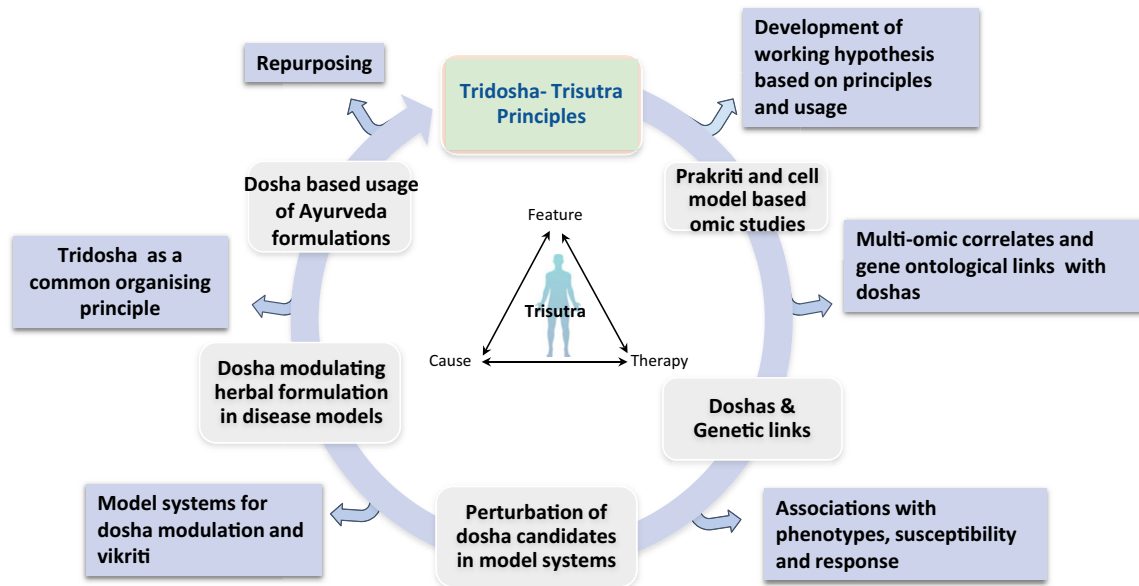 Tridosha- Trisutra
Principles
Development of
working hypothesis
based on principles
and usage
Prakriti and cell
model based
omic studies
Multi-omic correlates and
gene ontological links with
doshas
Doshas &
Genetic links
Associations with
phenotypes, susceptibility
and response
Perturbation of
dosha candidates
in model systems
Model systems for
dosha modulation and
vikriti
Dosha modulating
herbal formulation
in disease models
Tridosha as a
common organising
principle
Dosha based usage
of Ayurveda
formulations
Repurposing
Feature
Trisutra
Cause
Therapy